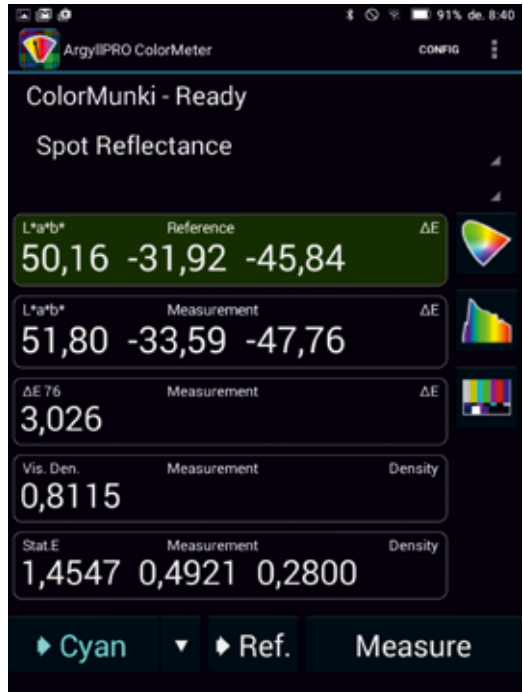 91% de. 8:40
ArgyllPRO ColorMeter CONFIG
ColorMunki - Ready
Spot Reflectance
L*a*b* Reference ΔE
50,16 -31,92 -45,84
L*a*b* Measurement ΔE
51,80 -33,59 -47,76
ΔE 76 Measurement ΔE
3,026
Vis. Den. Measurement Density
0,8115
Stat.E Measurement Density
1,4547 0,4921 0,2800
Cyan Ref. Measure